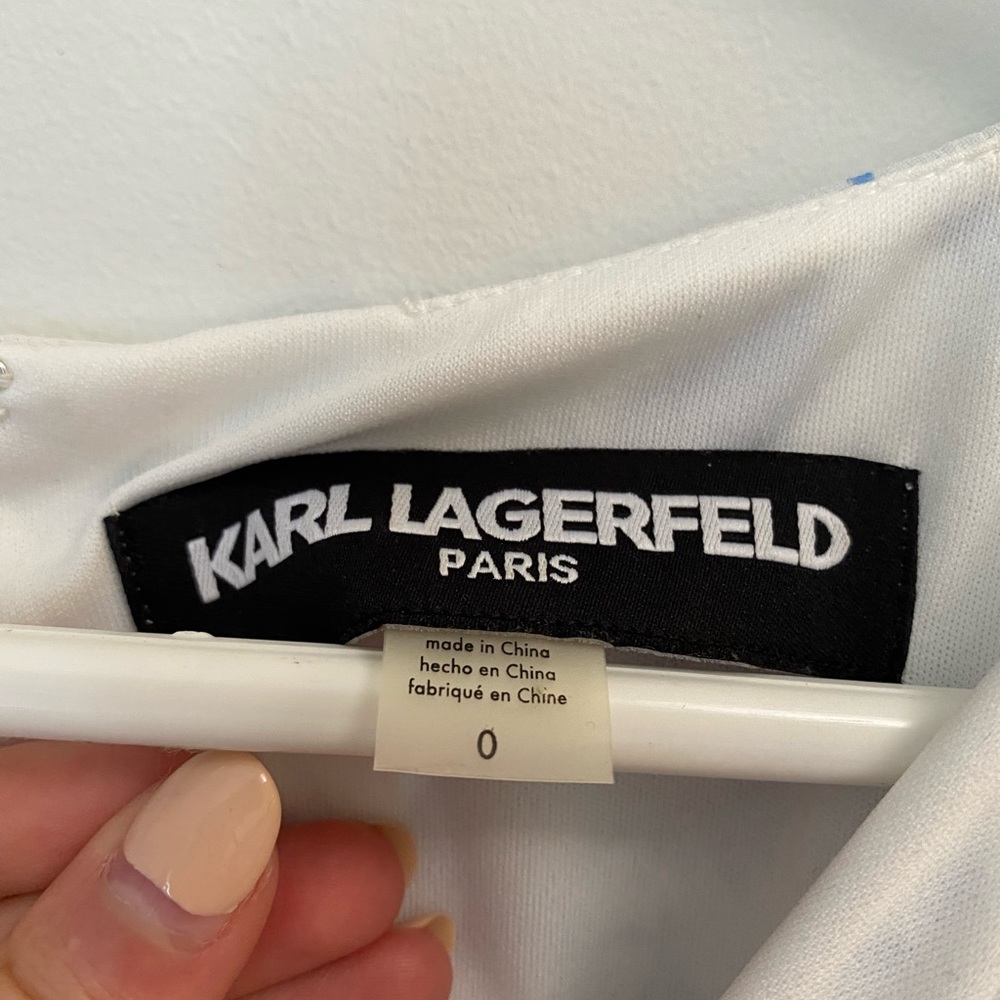 KARL LAGERFELD
PARIS
made in China
hecho en China
fabriqué en Chine
0